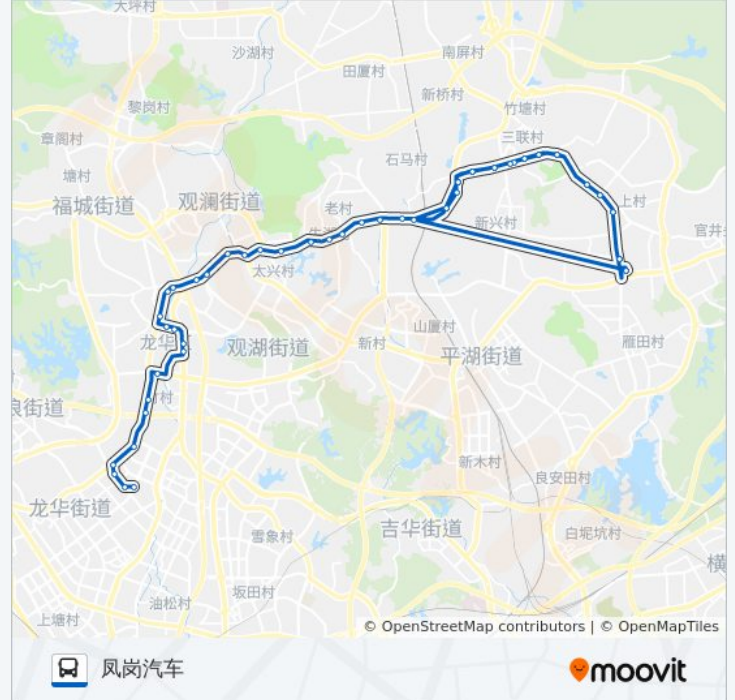 大坪村
沙湖村
南屏村
田厦村
新桥村
黎岗村
竹塘村
三联村
章阁村
石马村
塘村
观澜街道
福城街道
老村
上村
新兴村
官井
太兴村
山厦村
龙华
观湖街道
新村
平湖街道
雁田村
村
浪街道
新木村
良安田村
龙华街道
吉华街道
白坭坑村
雪象村
横
坂田村
油松村
上塘村
© OpenStreetMap contributors | © OpenMapTiles
凤岗汽车
moovit